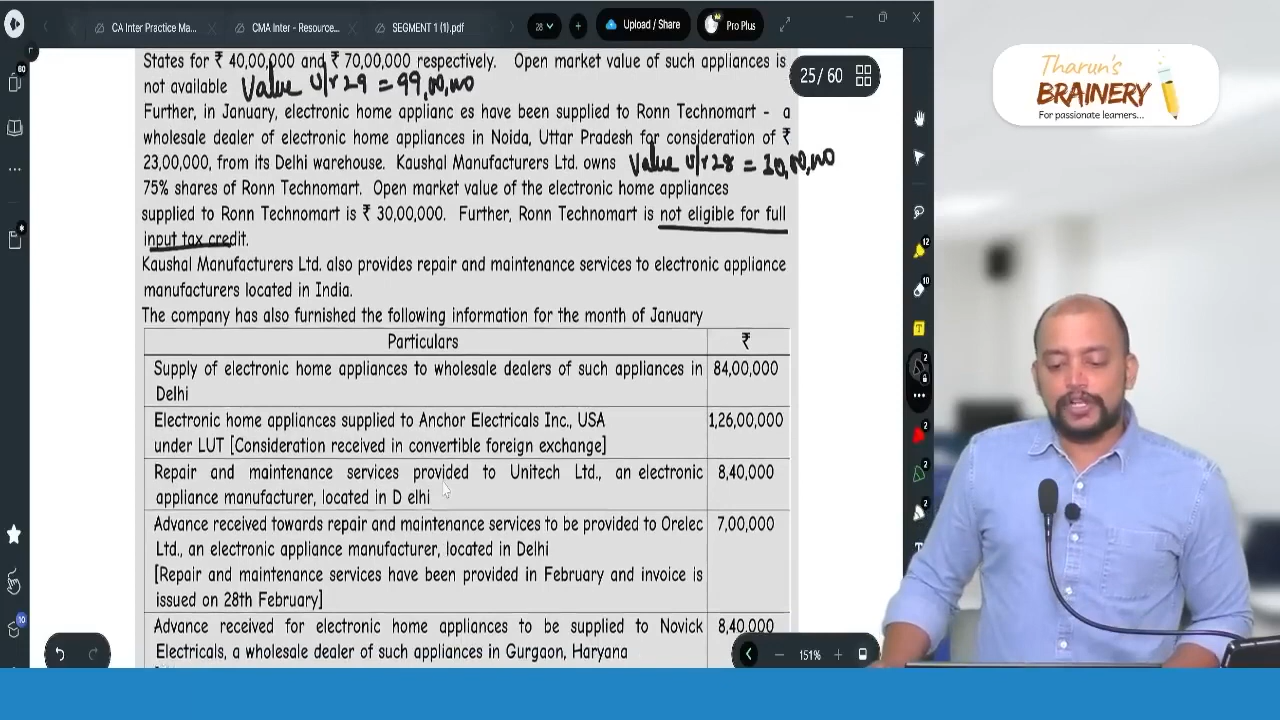 CA Inter Practice Ma...
CMA Inter - Resource...
SEGMENT 1 (1).pdf
28
Upload / Share
Pro Plus
States for ₹ 40,00,000 and ₹ 70,00,000 respectively. Open market value of such appliances is
not available Value u/r 29 = 99,00,000
25 / 60
Further, in January, electronic home applianc es have been supplied to Ronn Technomart - a
wholesale dealer of electronic home appliances in Noida, Uttar Pradesh for consideration of ₹
23,00,000, from its Delhi warehouse. Kaushal Manufacturers Ltd. owns Value u/r 28 = 30,00,000
75% shares of Ronn Technomart. Open market value of the electronic home appliances
supplied to Ronn Technomart is ₹ 30,00,000. Further, Ronn Technomart is not eligible for full
input tax credit.
Kaushal Manufacturers Ltd. also provides repair and maintenance services to electronic appliance
manufacturers located in India.
The company has also furnished the following information for the month of January
Particulars ₹
Supply of electronic home appliances to wholesale dealers of such appliances in 84,00,000
Delhi
Electronic home appliances supplied to Anchor Electricals Inc., USA 1,26,00,000
under LUT [Consideration received in convertible foreign exchange]
Repair and maintenance services provided to Unitech Ltd., an electronic 8,40,000
appliance manufacturer, located in D elhi
Advance received towards repair and maintenance services to be provided to Orelec 7,00,000
Ltd., an electronic appliance manufacturer, located in Delhi
[Repair and maintenance services have been provided in February and invoice is
issued on 28th February]
Advance received for electronic home appliances to be supplied to Novick 8,40,000
Electricals, a wholesale dealer of such appliances in Gurgaon, Haryana
151%
Tharun's
BRAINERY
For passionate learners...